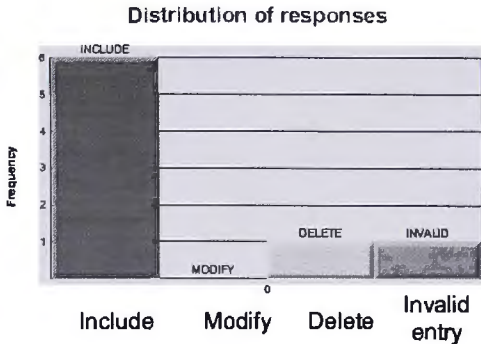 Distribution of responses
INCLUDE
6
5
4
3
2
1
Frequency
DELETE
INVALID
MODIFY
0
Include Modify Delete Invalid entry